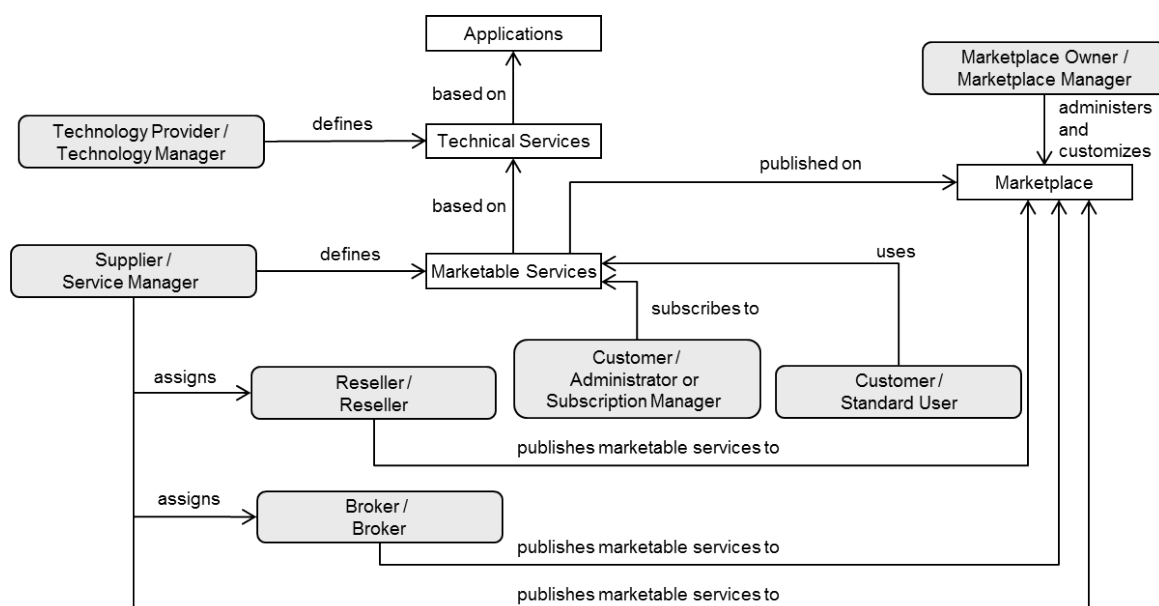 Applications
Marketplace Owner /
Marketplace Manager
based on
administers
and
customizes
Technology Provider /
Technology Manager
defines
Technical Services
published on
Marketplace
based on
Supplier /
Service Manager
defines
Marketable Services
uses
subscribes to
Customer /
Administrator or
Subscription Manager
Customer /
Standard User
assigns
Reseller /
Reseller
publishes marketable services to
assigns
Broker /
Broker
publishes marketable services to
publishes marketable services to